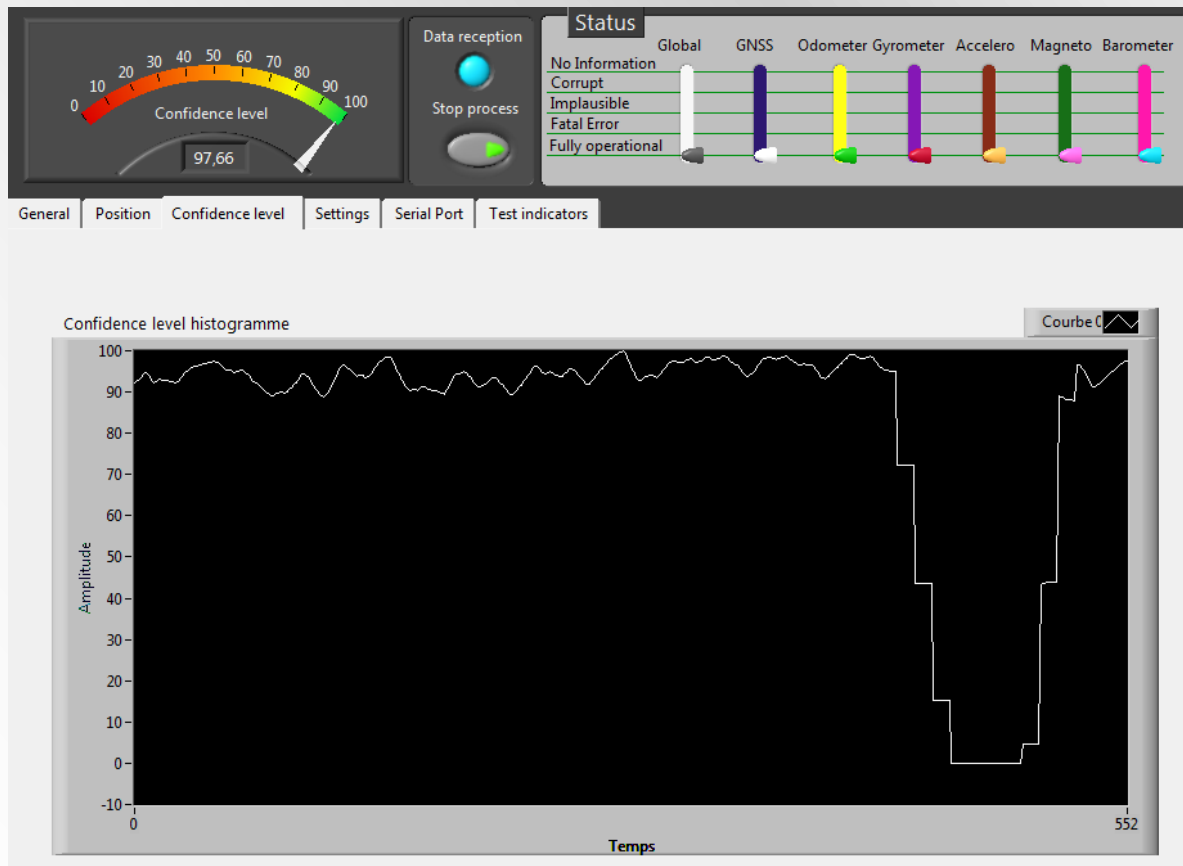 0 10 20 30 40 50 60 70 80 90 100
Confidence level
97,66
Data reception
Stop process
Status
Global GNSS Odometer Gyrometer Accelero Magneto Barometer
No Information
Corrupt
Implausible
Fatal Error
Fully operational
General Position Confidence level Settings Serial Port Test indicators
Confidence level histogramme
Courbe 0
100
90
80
70
60
50
40
30
20
10
0
-10
Amplitude
0 552
Temps